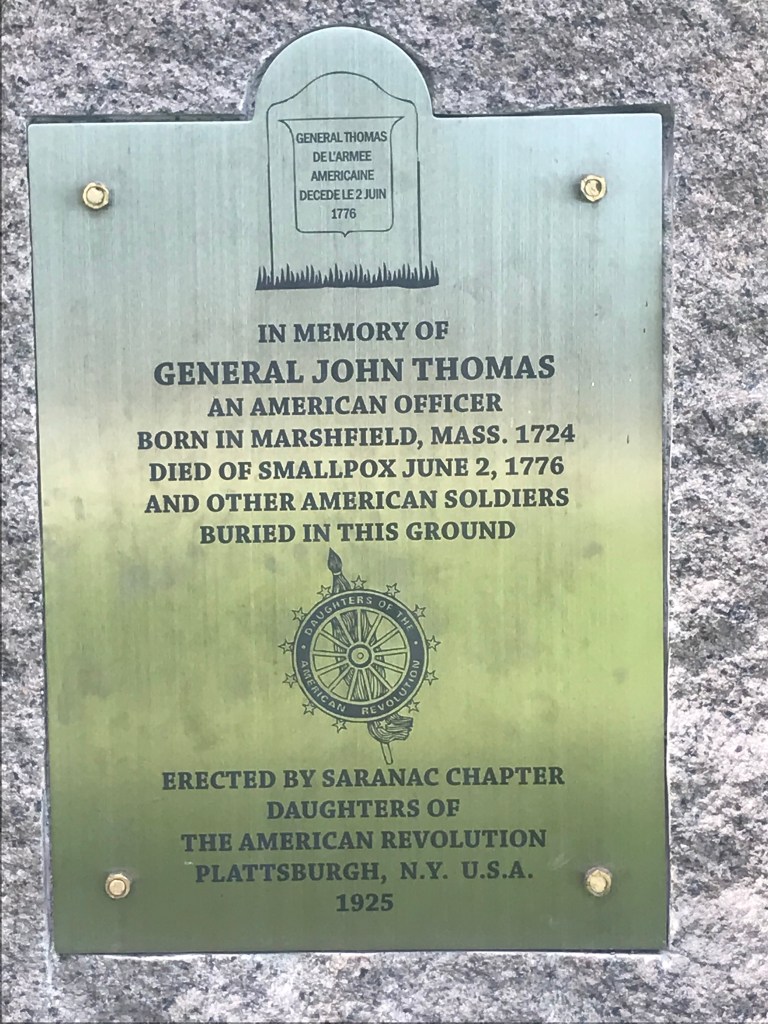 GENERAL THOMAS
DE L'ARMEE
AMERICAINE
DECEDE LE 2 JUIN
1776
IN MEMORY OF
GENERAL JOHN THOMAS
AN AMERICAN OFFICER
BORN IN MARSHFIELD, MASS. 1724
DIED OF SMALLPOX JUNE 2, 1776
AND OTHER AMERICAN SOLDIERS
BURIED IN THIS GROUND
DAUGHTERS OF THE
AMERICAN REVOLUTION
ERECTED BY SARANAC CHAPTER
DAUGHTERS OF
THE AMERICAN REVOLUTION
PLATTSBURGH, N.Y. U.S.A.
1925